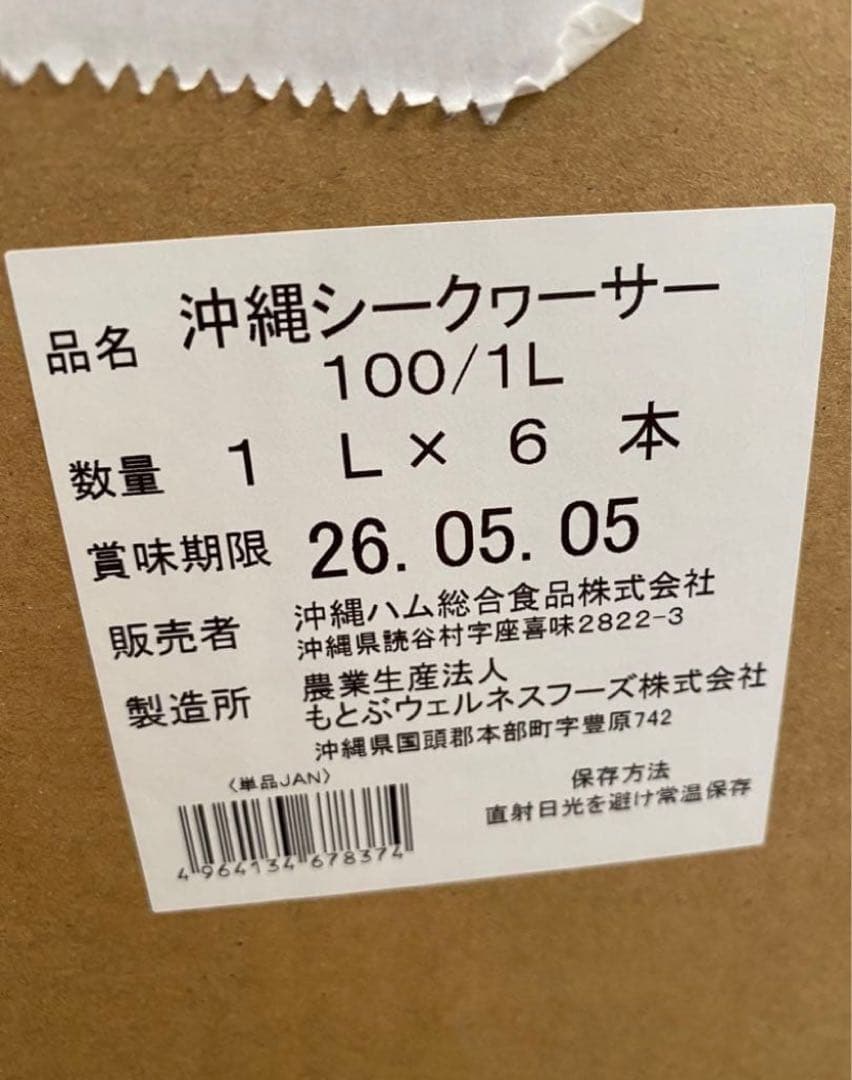 品名 沖縄シークヮーサー
100/1L
数量 1 L× 6 本
賞味期限 26.05.05
販売者 沖縄ハム総合食品株式会社
沖縄県読谷村字座喜味2822-3
製造所 農業生産法人
もとぶウェルネスフーズ株式会社
沖縄県国頭郡本部町字豊原742
〈単品JAN〉
4964134678374
保存方法
直射日光を避け常温保存